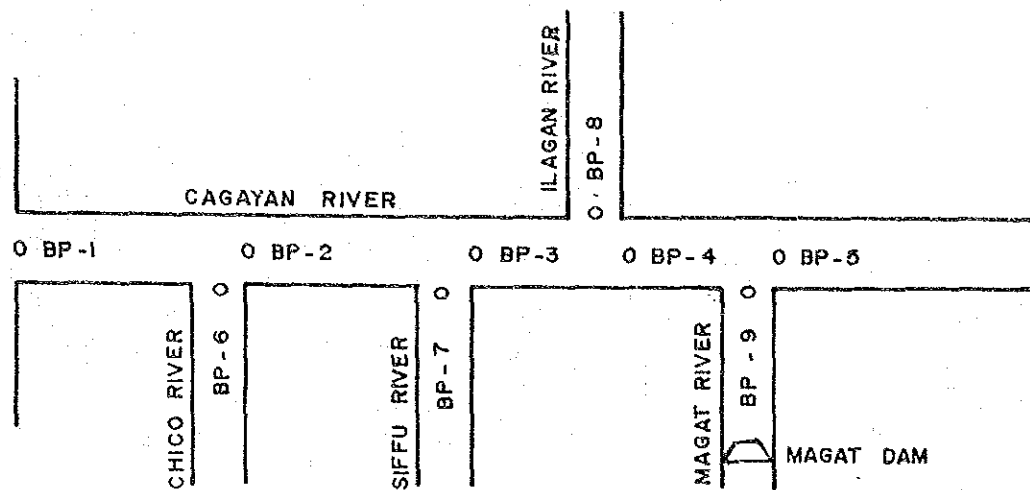 ILAGAN RIVER
O BP-8
CAGAYAN RIVER
O BP-1
O BP-2
O BP-3
O BP-4
O BP-5
CHICO RIVER
BP-6 O
SIFFU RIVER
BP-7 O
MAGAT RIVER
BP-9 O
MAGAT DAM